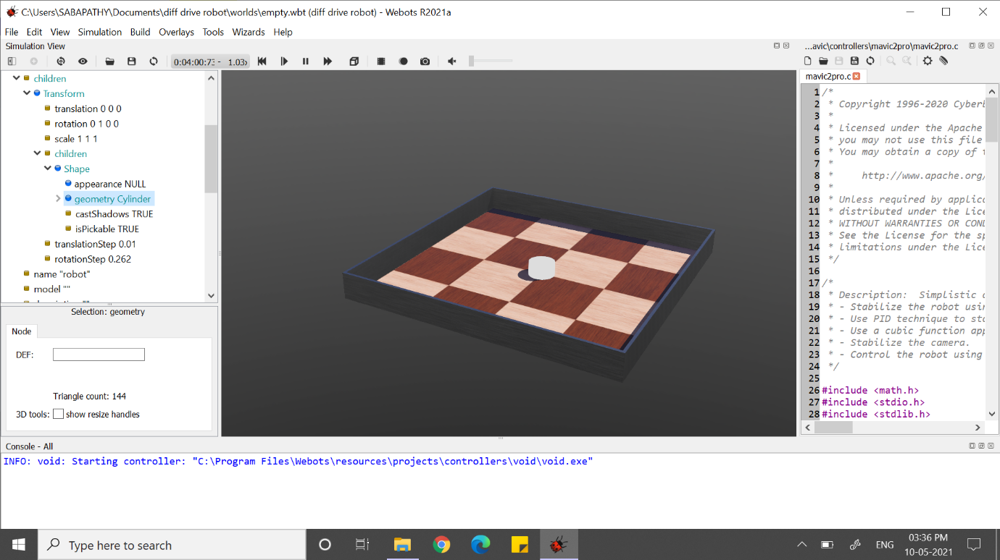 C:\Users\SABAPATHY\Documents\diff drive robot\worlds\empty.wbt (diff drive robot) - Webots R2021a
File Edit View Simulation Build Overlays Tools Wizards Help
Simulation View
0:04:00:73 - 1.03x
children
Transform
translation 0 0 0
rotation 0 1 0 0
scale 1 1 1
children
Shape
appearance NULL
geometry Cylinder
castShadows TRUE
isPickable TRUE
translationStep 0.01
rotationStep 0.262
name "robot"
model ""
Selection: geometry
Node
DEF:
Triangle count: 144
3D tools: show resize handles
...avic\controllers\mavic2pro\mavic2pro.c
mavic2pro.c
1 /*
2 * Copyright 1996-2020 Cyberb
3 *
4 * Licensed under the Apache
5 * you may not use this file
6 * You may obtain a copy of t
7 *
8 * http://www.apache.org/
9 *
10 * Unless required by applica
11 * distributed under the Lice
12 * WITHOUT WARRANTIES OR COND
13 * See the License for the sp
14 * limitations under the Lice
15 */
16
17 /*
18 * Description: Simplistic d
19 * - Stabilize the robot usin
20 * - Use PID technique to sta
21 * - Use a cubic function app
22 * - Stabilize the camera.
23 * - Control the robot using
24 */
25
26 #include <math.h>
27 #include <stdio.h>
28 #include <stdlib.h>
Console - All
INFO: void: Starting controller: "C:\Program Files\Webots\resources\projects\controllers\void\void.exe"
Type here to search
ENG
03:36 PM
10-05-2021